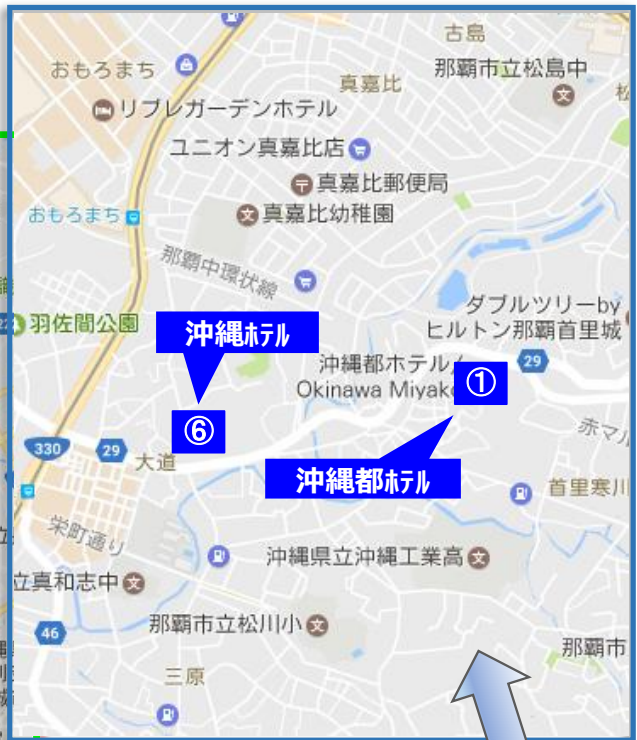 古島
おもろまち
真嘉比
那覇市立松島中
文
松
リブレガーデンホテル
ユニオン真嘉比店
真嘉比郵便局
おもろまち
文
真嘉比幼稚園
那覇中環状線
ダブルツリーby
ヒルトン那覇首里城
羽佐間公園
沖縄ホテル
沖縄都ホテル/
Okinawa Miyako
29
①
⑥
赤マル
330
29
大道
沖縄都ホテル
首里寒川
栄町通り
沖縄県立沖縄工業高
文
立真和志中
文
46
那覇市立松川小
文
那覇市
三原